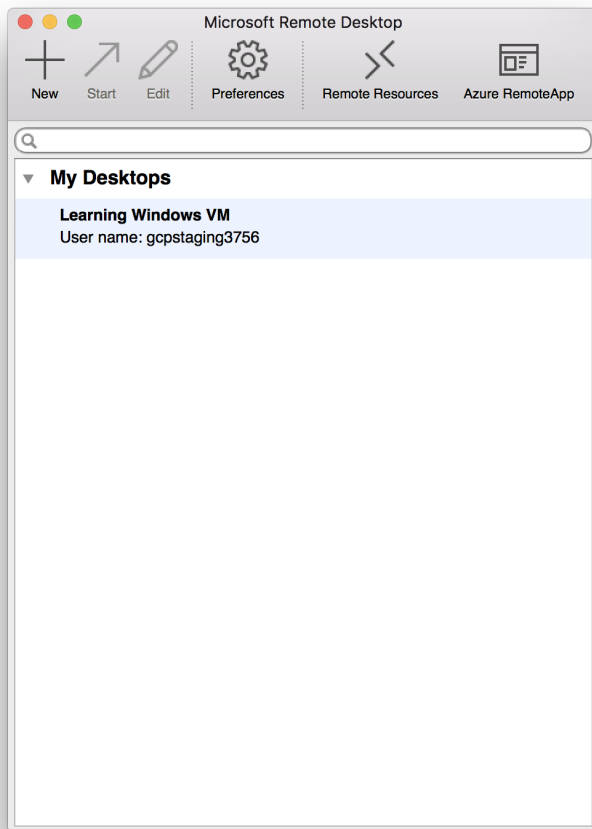 Microsoft Remote Desktop
New Start Edit Preferences Remote Resources Azure RemoteApp
My Desktops
Learning Windows VM
User name: gcpstaging3756